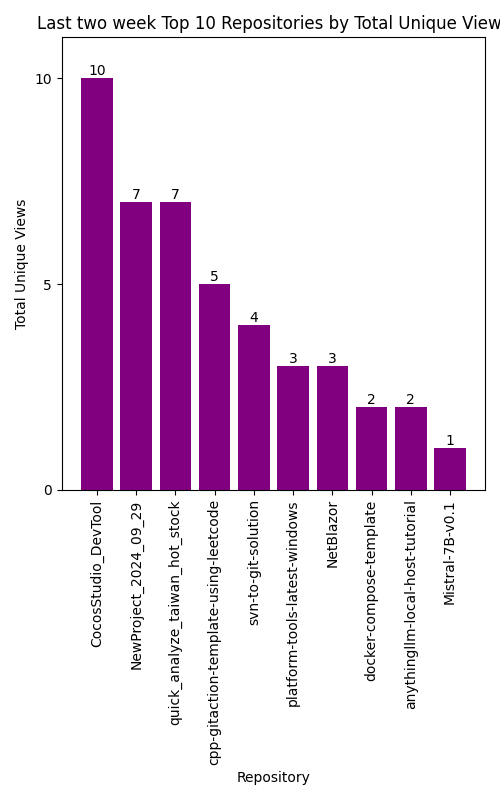 Last two week Top 10 Repositories by Total Unique View
10
7
7
5
4
3
3
2
2
1
10
5
0
Total Unique Views
CocosStudio_DevTool
NewProject_2024_09_29
quick_analyze_taiwan_hot_stock
cpp-gitaction-template-using-leetcode
svn-to-git-solution
platform-tools-latest-windows
NetBlazor
docker-compose-template
anythingllm-local-host-tutorial
Mistral-7B-v0.1
Repository